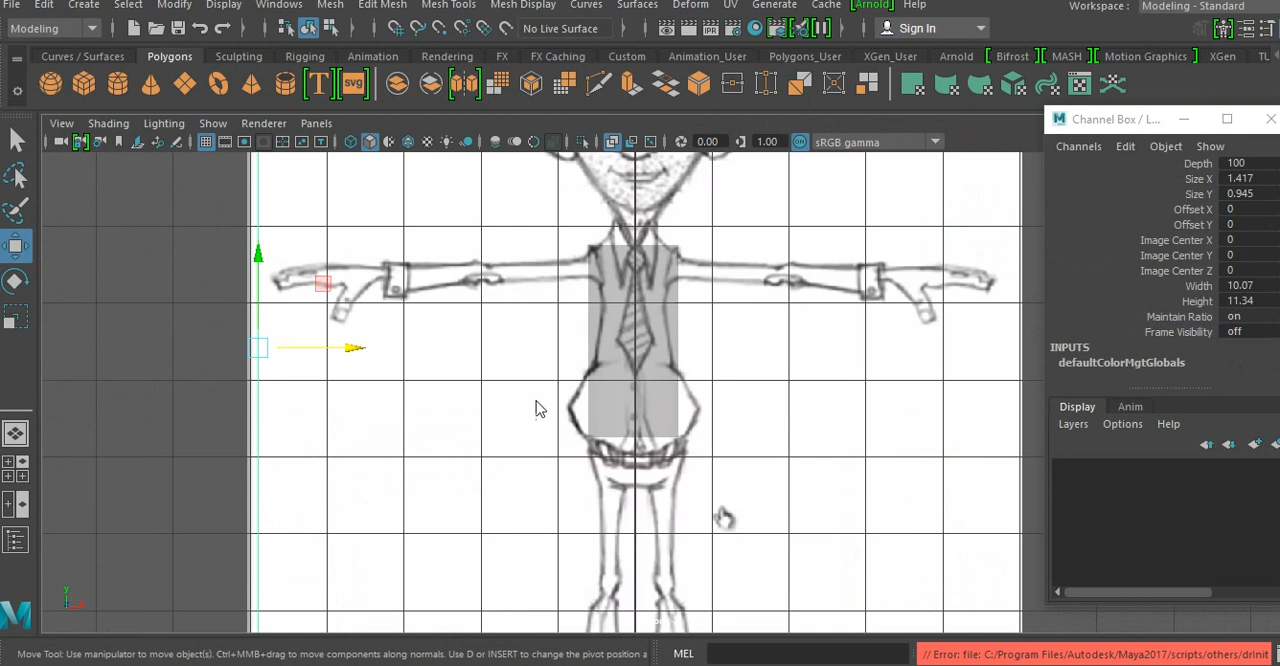 File Edit Create Select Modify Display Windows Mesh Edit Mesh Mesh Tools Mesh Display Curves Surfaces Deform UV Generate Cache [Arnold] Help Workspace : Modeling - Standard
Modeling No Live Surface Sign In
Curves / Surfaces Polygons Sculpting Rigging Animation Rendering FX FX Caching Custom Animation_User Polygons_User XGen_User Arnold Bifrost MASH Motion Graphics XGen TU
T SVG
IPR
View Shading Lighting Show Renderer Panels
0.00 1.00 sRGB gamma
Channel Box / L...
Channels Edit Object Show
Depth 100
Size X 1.417
Size Y 0.945
Offset X 0
Offset Y 0
Image Center X 0
Image Center Y 0
Image Center Z 0
Width 10.07
Height 11.34
Maintain Ratio on
Frame Visibility off
INPUTS
defaultColorMgtGlobals
Display Anim
Layers Options Help
y
Move Tool: Use manipulator to move object(s). Ctrl+MMB+drag to move components along normals. Use D or INSERT to change the pivot position a
MEL
// Error: file: C:/Program Files/Autodesk/Maya2017/scripts/others/drInit